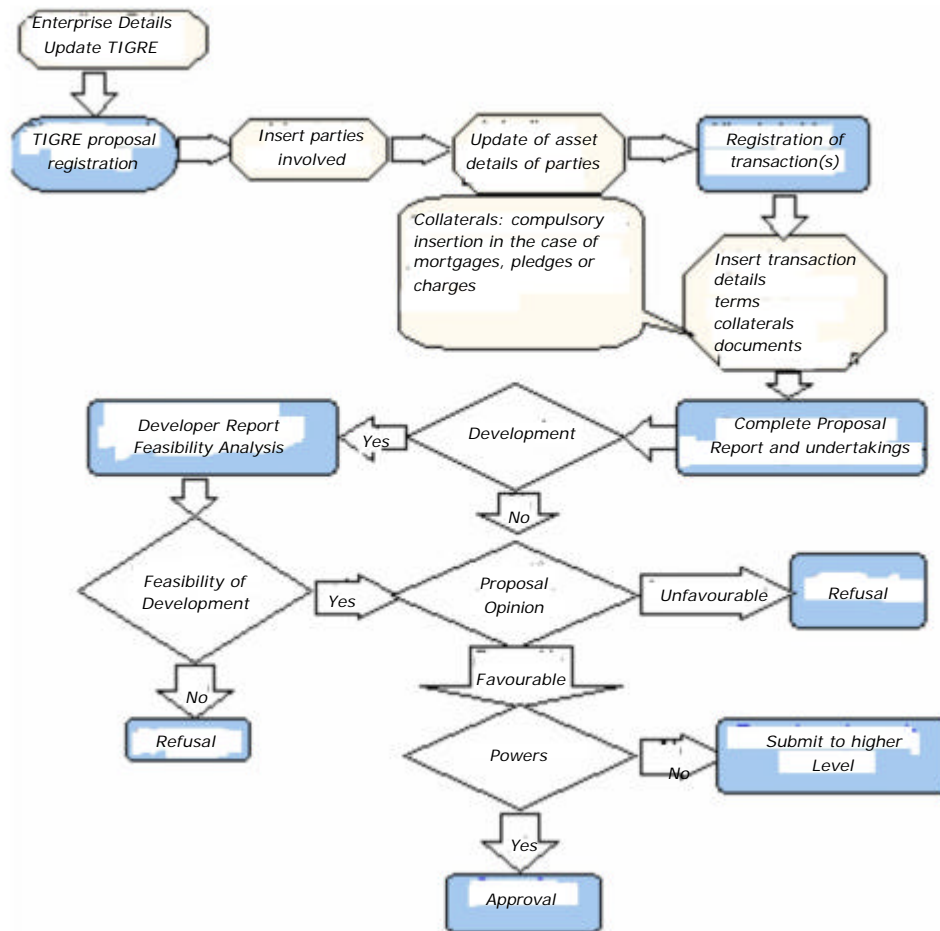 Enterprise Details
Update TIGRE
TIGRE proposal
registration
Insert parties
involved
Update of asset
details of parties
Registration of
transaction(s)
Collaterals: compulsory
insertion in the case of
mortgages, pledges or
charges
Insert transaction
details
terms
collaterals
documents
Developer Report
Feasibility Analysis
Yes
Development
Complete Proposal
Report and undertakings
No
Feasibility of
Development
Yes
Proposal
Opinion
Unfavourable
Refusal
No
Favourable
Refusal
Powers
No
Submit to higher
Level
Yes
Approval